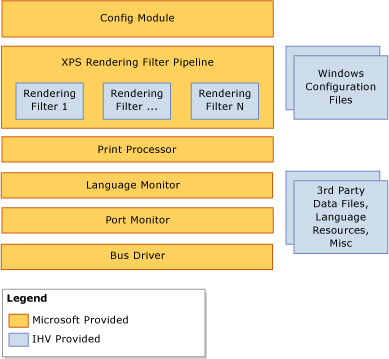 Config Module
XPS Rendering Filter Pipeline
Rendering
Filter 1
Rendering
Filter ...
Rendering
Filter N
Windows
Configuration
Files
Print Processor
Language Monitor
Port Monitor
Bus Driver
3rd Party
Data Files,
Language
Resources,
Misc
Legend
Microsoft Provided
IHV Provided